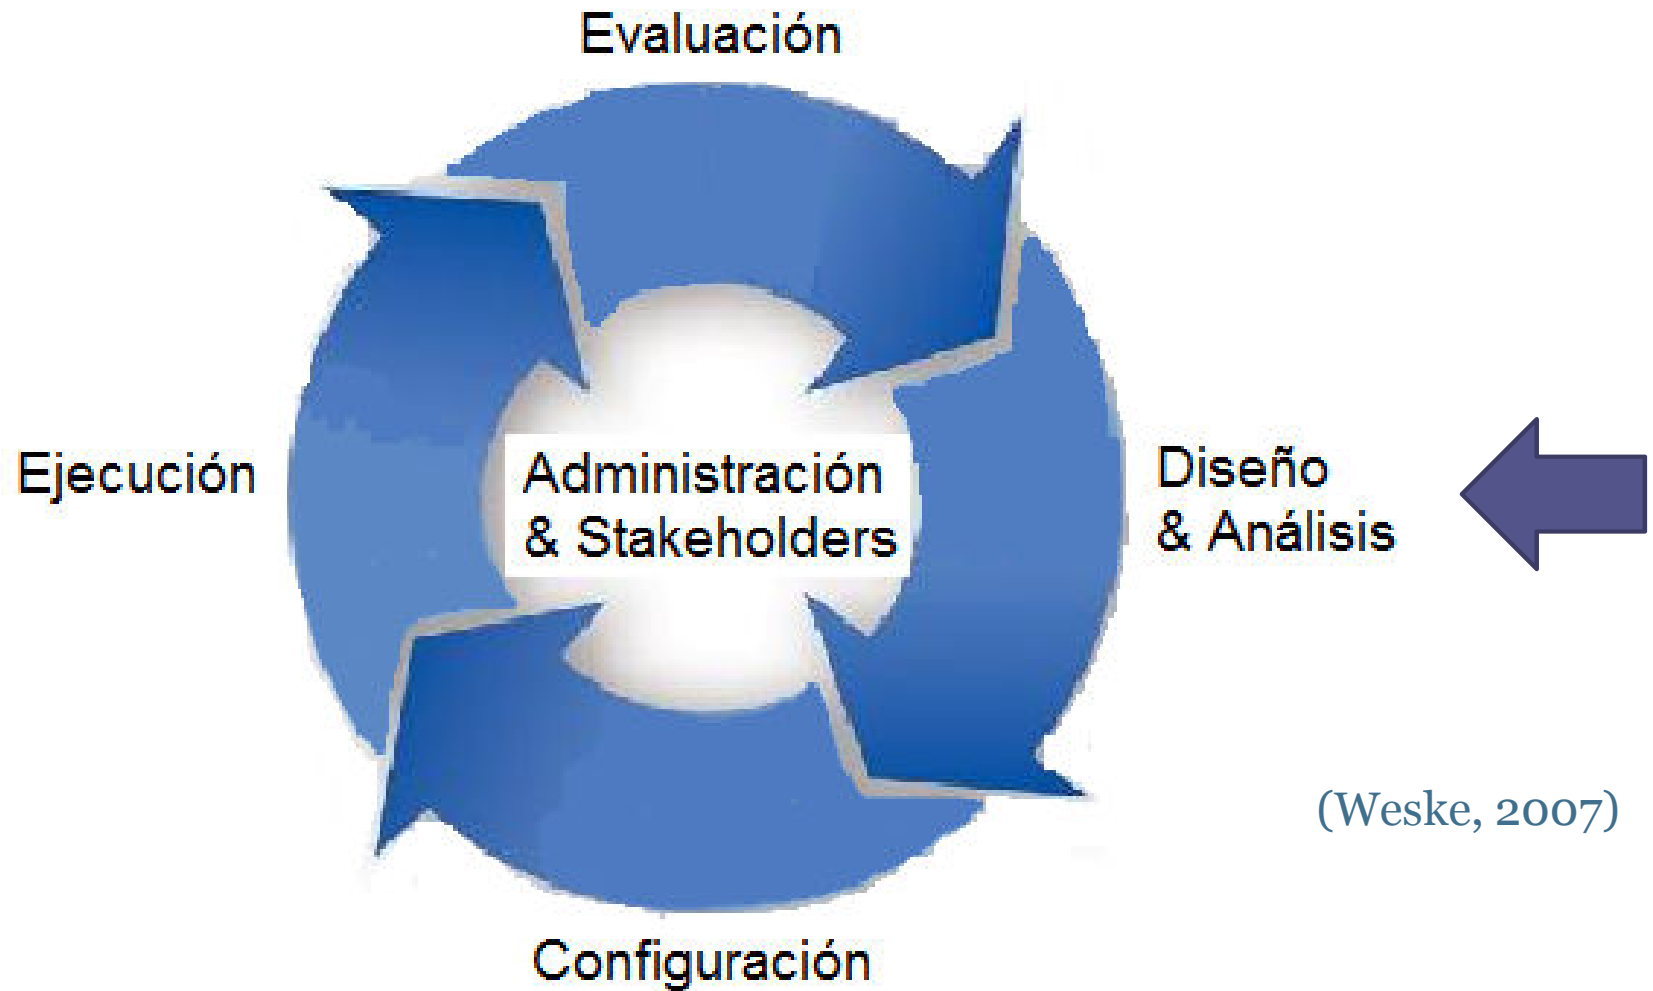 Evaluación
Ejecución
Administración
& Stakeholders
Diseño
& Análisis
(Weske, 2007)
Configuración